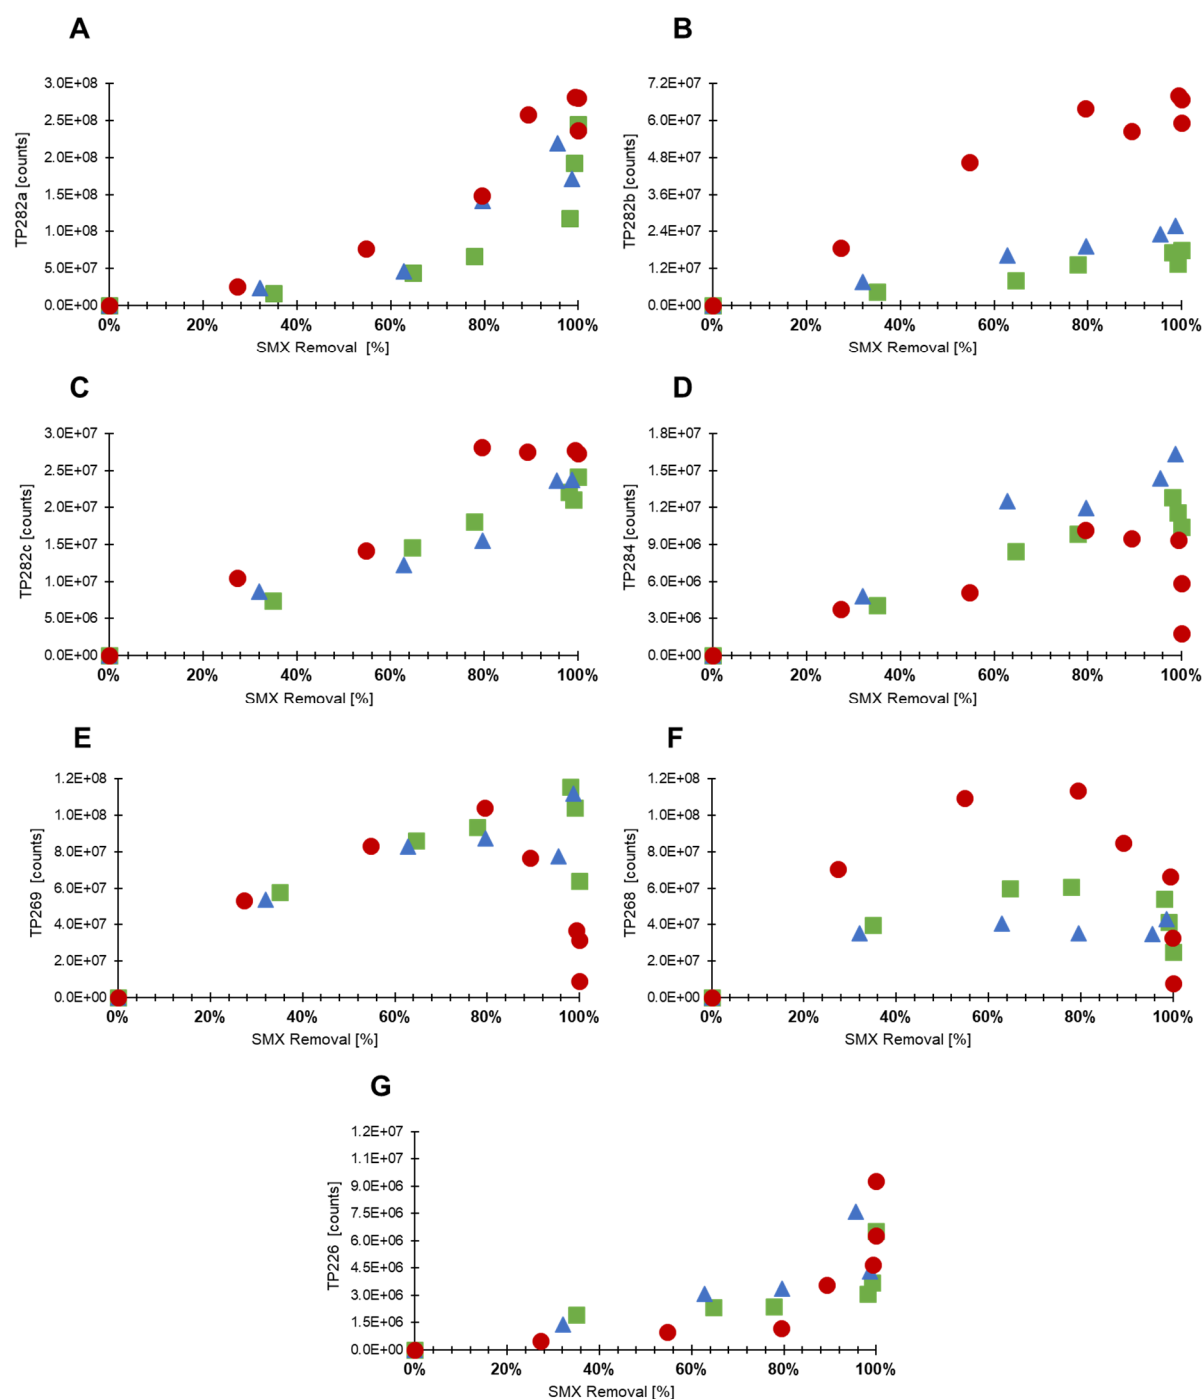 A
3.0E+08
2.5E+08
2.0E+08
1.5E+08
1.0E+08
5.0E+07
0.0E+00
TP282a [counts]
0% 20% 40% 60% 80% 100%
SMX Removal [%]
B
7.2E+07
6.0E+07
4.8E+07
3.6E+07
2.4E+07
1.2E+07
0.0E+00
TP282b [counts]
0% 20% 40% 60% 80% 100%
SMX Removal [%]
C
3.0E+07
2.5E+07
2.0E+07
1.5E+07
1.0E+07
5.0E+06
0.0E+00
TP282c [counts]
0% 20% 40% 60% 80% 100%
SMX Removal [%]
D
1.8E+07
1.5E+07
1.2E+07
9.0E+06
6.0E+06
3.0E+06
0.0E+00
TP284 [counts]
0% 20% 40% 60% 80% 100%
SMX Removal [%]
E
1.2E+08
1.0E+08
8.0E+07
6.0E+07
4.0E+07
2.0E+07
0.0E+00
TP269 [counts]
0% 20% 40% 60% 80% 100%
SMX Removal [%]
F
1.2E+08
1.0E+08
8.0E+07
6.0E+07
4.0E+07
2.0E+07
0.0E+00
TP268 [counts]
0% 20% 40% 60% 80% 100%
SMX Removal [%]
G
1.2E+07
1.1E+07
9.0E+06
7.5E+06
6.0E+06
4.5E+06
3.0E+06
1.5E+06
0.0E+00
TP226 [counts]
0% 20% 40% 60% 80% 100%
SMX Removal [%]